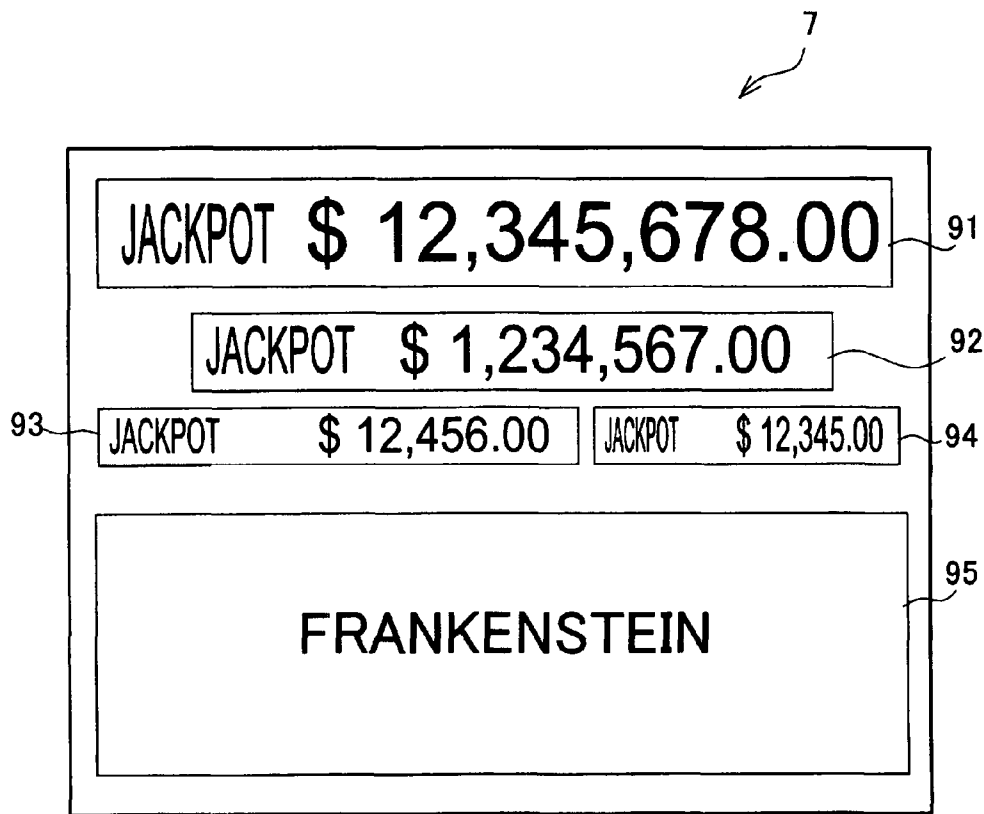 7
JACKPOT $ 12,345,678.00 91
JACKPOT $ 1,234,567.00 92
93 JACKPOT $ 12,456.00 JACKPOT $ 12,345.00 94
95
FRANKENSTEIN